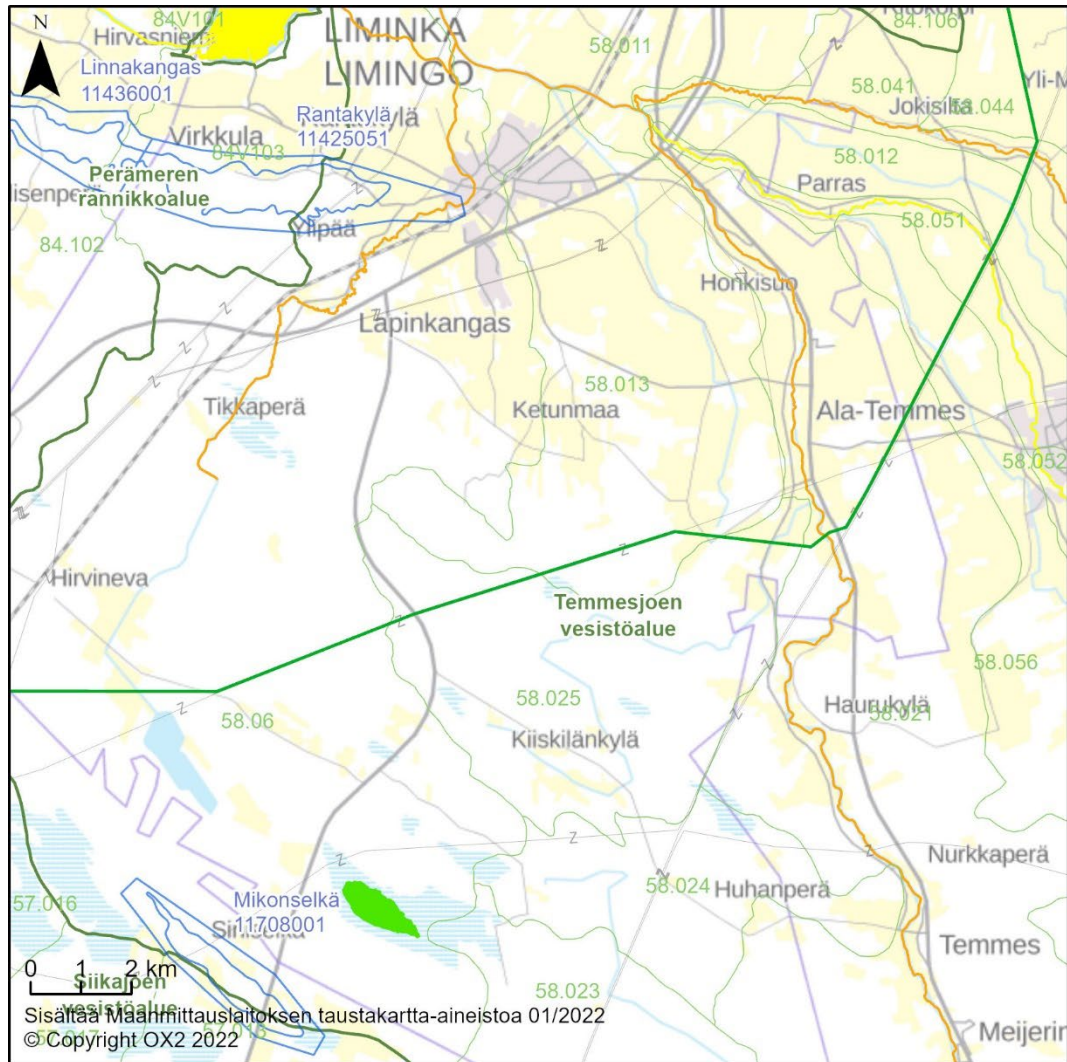 N
84V101
Hirvasniemi
Linnakangas
11436001
LIMINKA
LIMINGO
58.011
84.106
58.041
58.044
Jokisilta
Rantakylä
11425051
Virkkula
84V103
Perämeren
rannikkoalue
58.012
Parras
58.051
Ylipää
84.102
Honkisuo
Lapinkangas
58.013
Tikkaperä
Ketunmaa
Ala-Temmes
58.052
Hirvineva
Temmesjoen
vesistöalue
58.056
58.06
58.025
Haurukylä
58.021
Kiiskilänkylä
Nurkkaperä
57.016
Mikonselkä
11708001
58.024
Huhanperä
Temmes
0 1 2 km
Siikajoen
vesistöalue
58.023
Sisältää Maanmittauslaitoksen taustakartta-aineistoa 01/2022
© Copyright OX2 2022